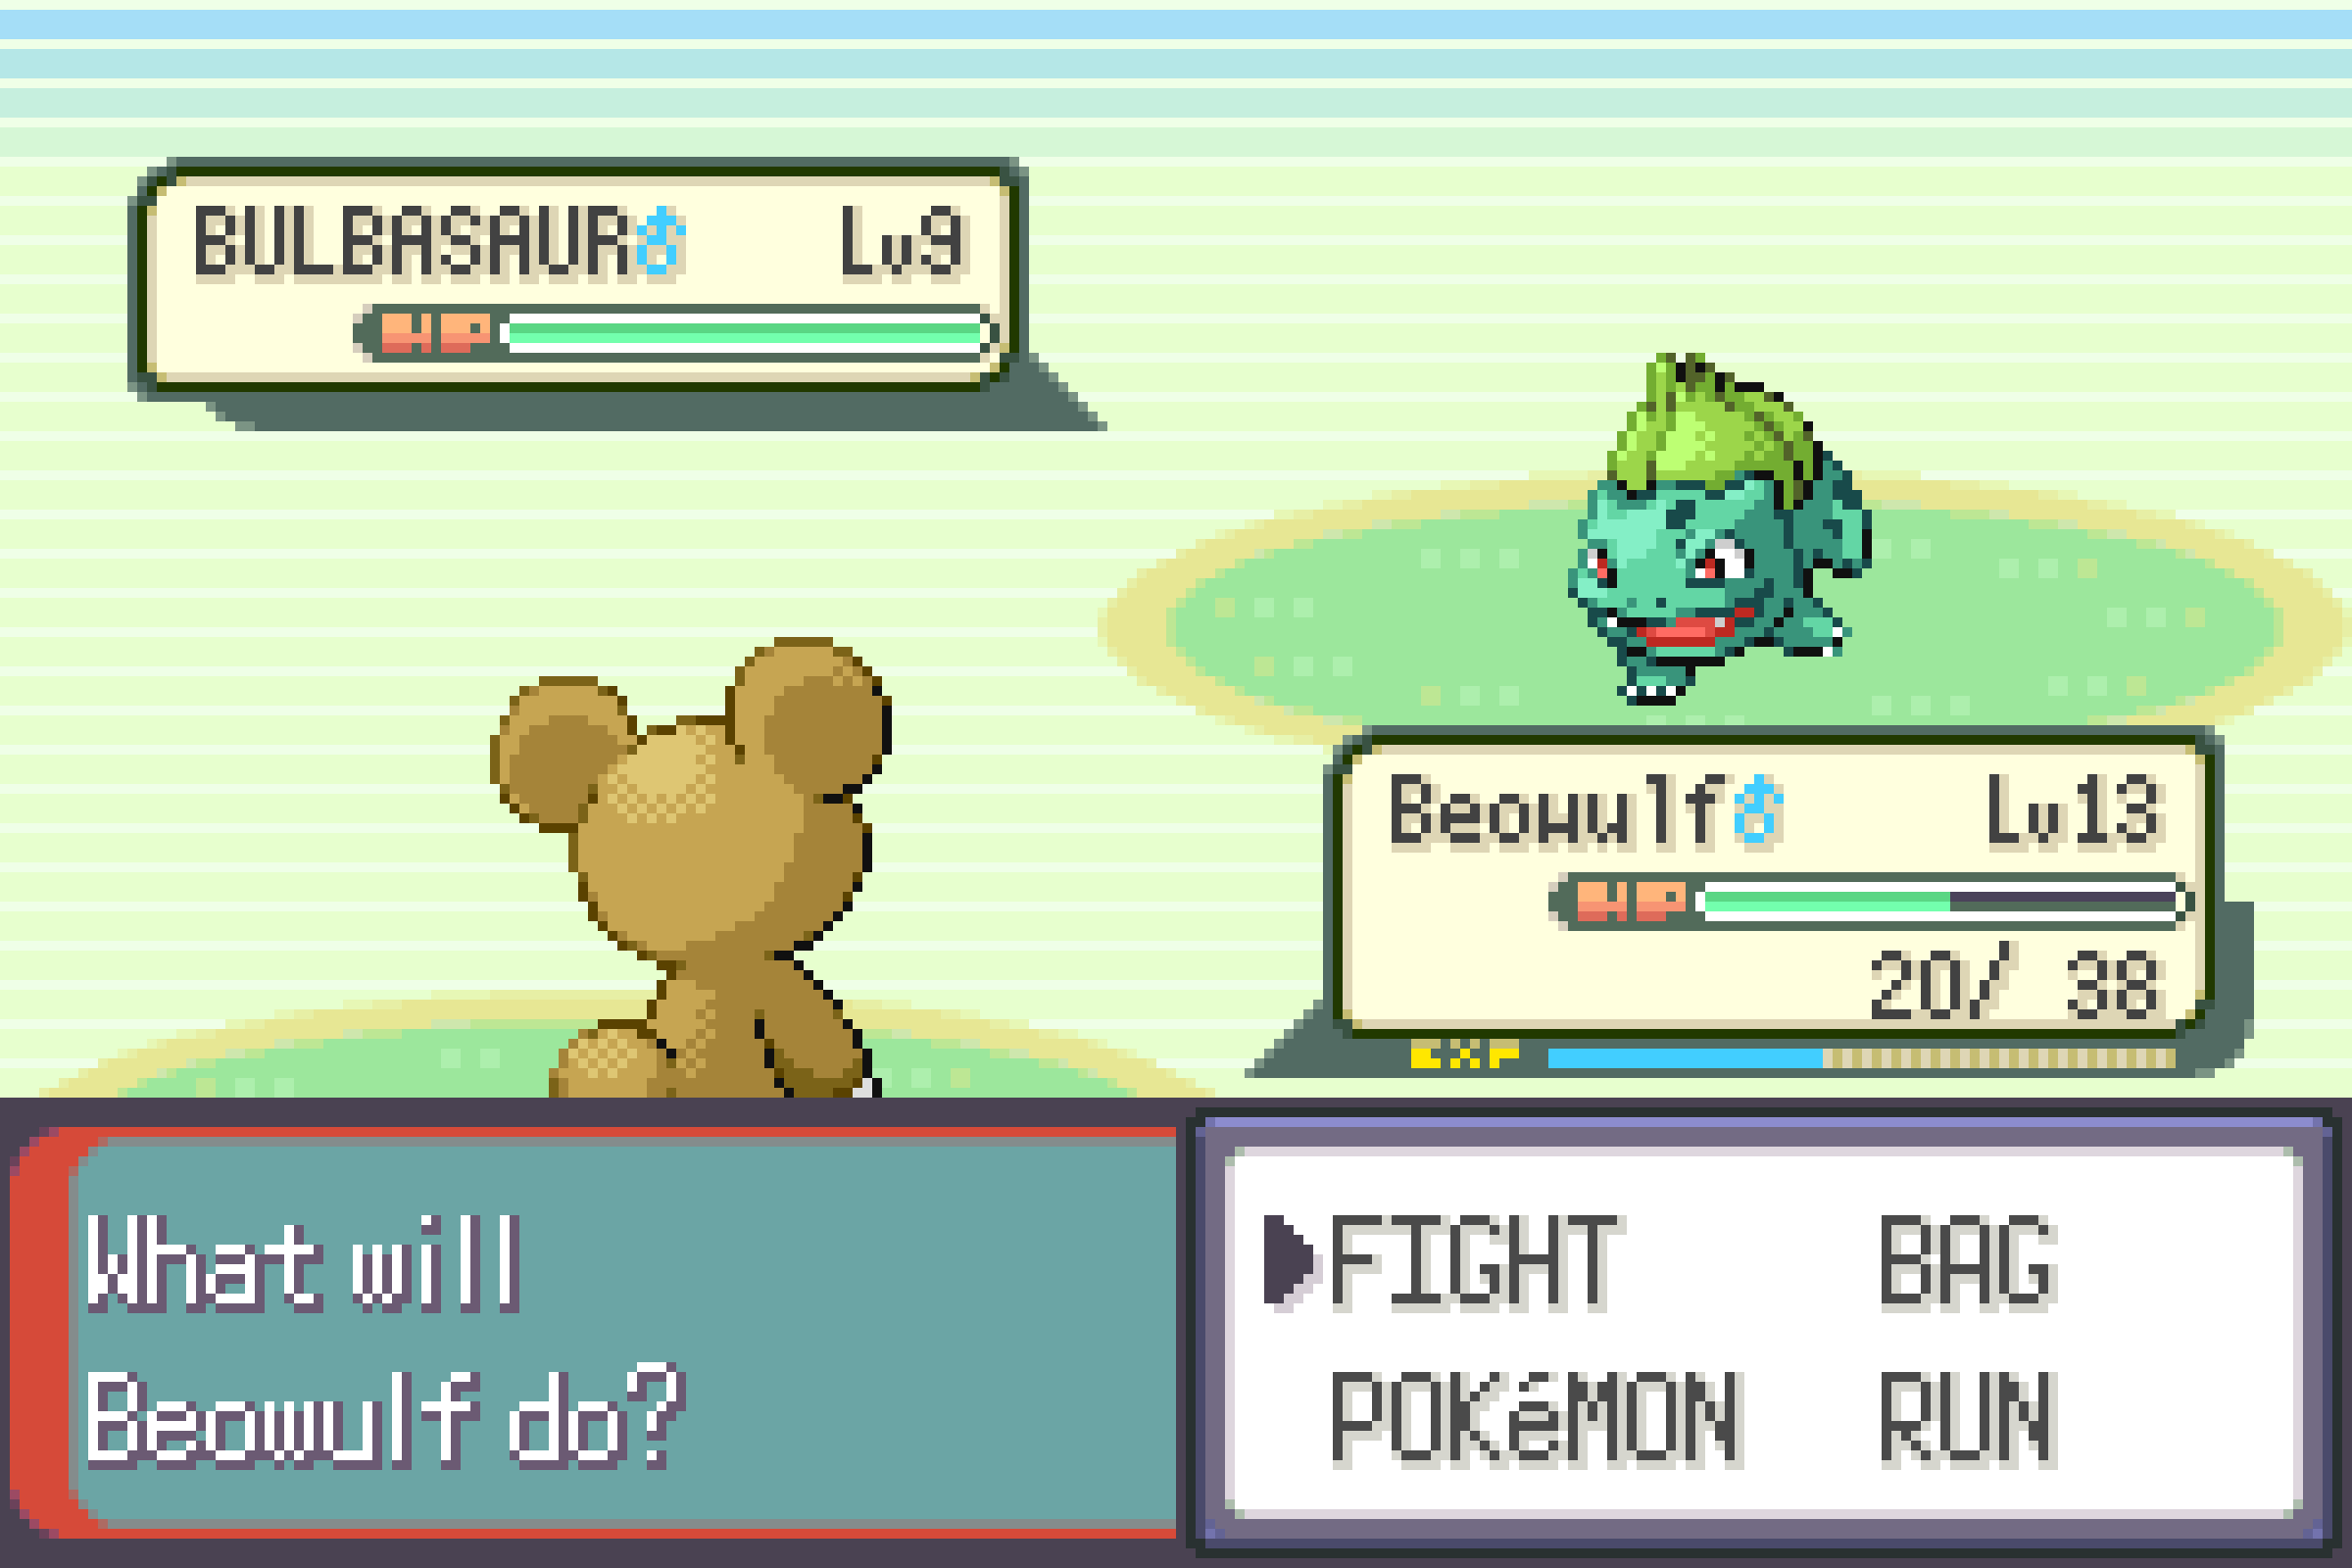 BULBASAUR♂ Lv9
HP
Beowulf♂ Lv13
HP
20/ 38
EXP
What will
Beowulf do?
FIGHT BAG
POKéMON RUN